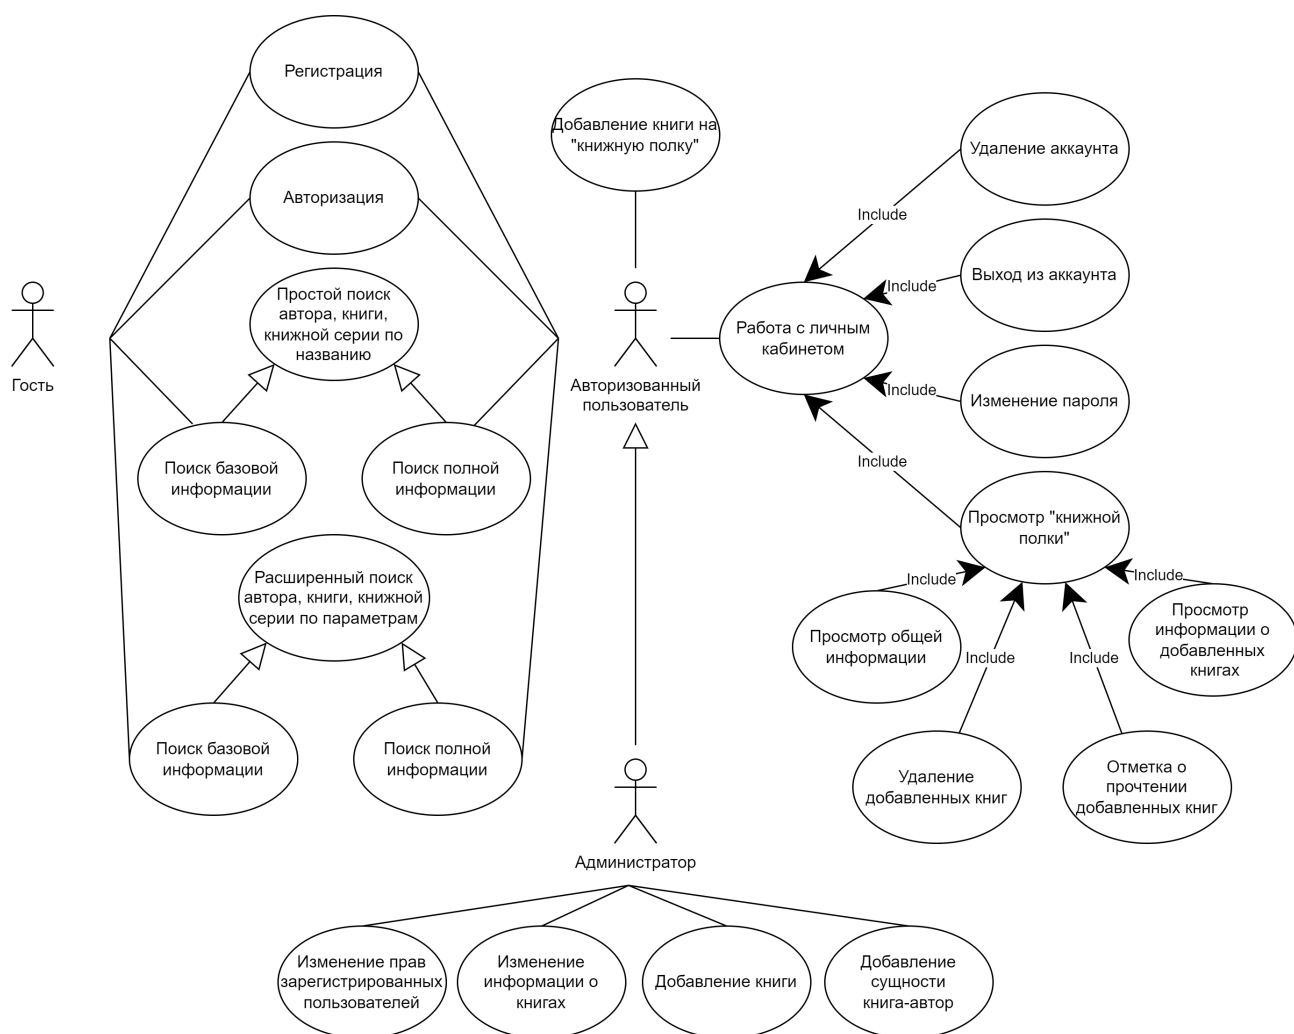 Регистрация
Добавление книги на
"книжную полку"
Удаление аккаунта
Авторизация
Include
Выход из аккаунта
Include
Простой поиск
автора, книги,
книжной серии по
названию
Работа с личным
кабинетом
Гость
Авторизованный
пользователь
Include
Изменение пароля
Include
Поиск базовой
информации
Поиск полной
информации
Просмотр "книжной
полки"
Расширенный поиск
автора, книги, книжной
серии по параметрам
Include
Include
Просмотр общей
информации
Просмотр
информации о
добавленных
книгах
Include
Include
Поиск базовой
информации
Поиск полной
информации
Удаление
добавленных книг
Отметка о
прочтении
добавленных книг
Администратор
Изменение прав
зарегистрированных
пользователей
Изменение
информации о
книгах
Добавление книги
Добавление
сущности
книга-автор